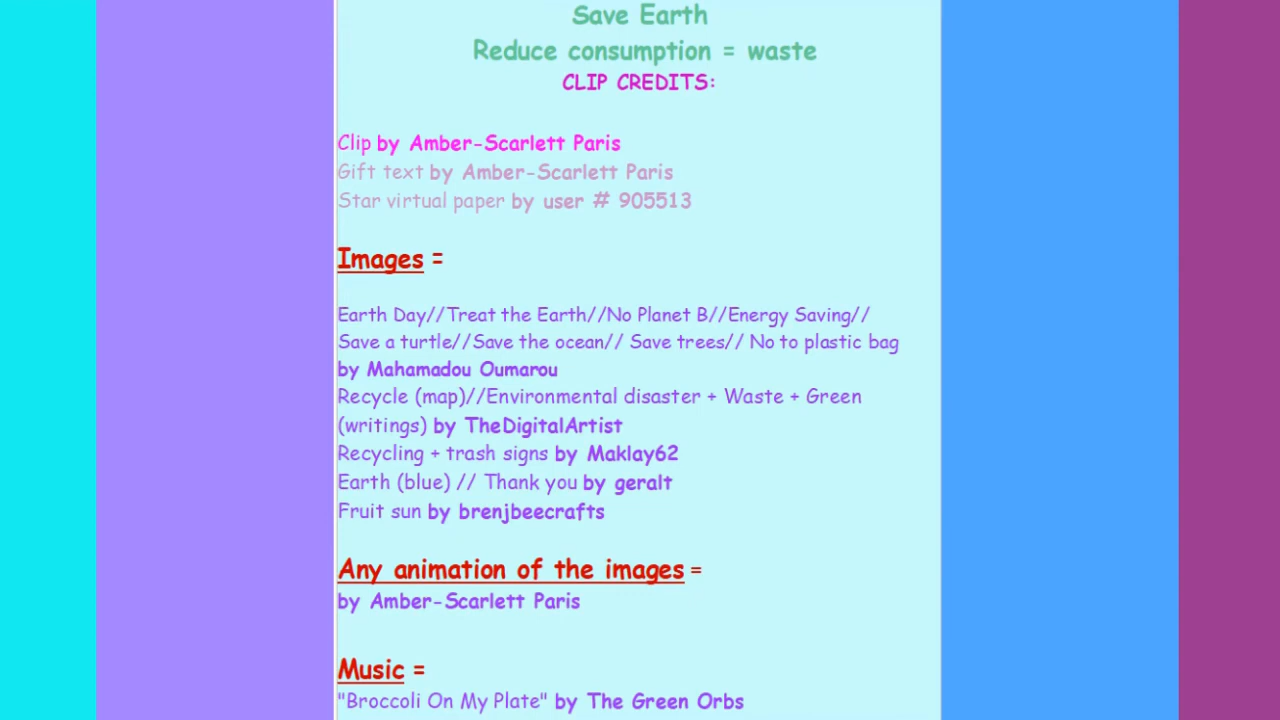 Save Earth
Reduce consumption = waste
CLIP CREDITS:
Clip by Amber-Scarlett Paris
Gift text by Amber-Scarlett Paris
Star virtual paper by user # 905513
Images =
Earth Day//Treat the Earth//No Planet B//Energy Saving//
Save a turtle//Save the ocean// Save trees// No to plastic bag
by Mahamadou Oumarou
Recycle (map)//Environmental disaster + Waste + Green
(writings) by TheDigitalArtist
Recycling + trash signs by Maklay62
Earth (blue) // Thank you by geralt
Fruit sun by brenjbeecrafts
Any animation of the images =
by Amber-Scarlett Paris
Music =
"Broccoli On My Plate" by The Green Orbs